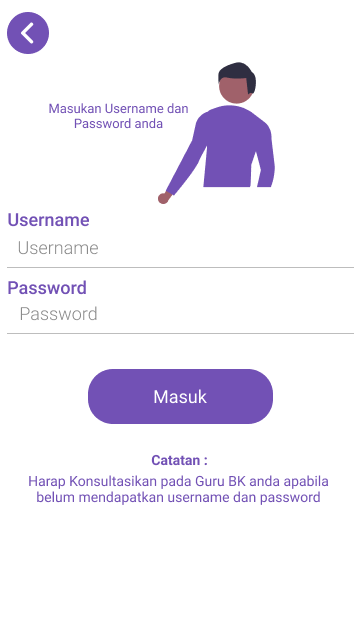 Masukan Username dan
Password anda
Username
Username
Password
Password
Masuk
Catatan :
Harap Konsultasikan pada Guru BK anda apabila
belum mendapatkan username dan password